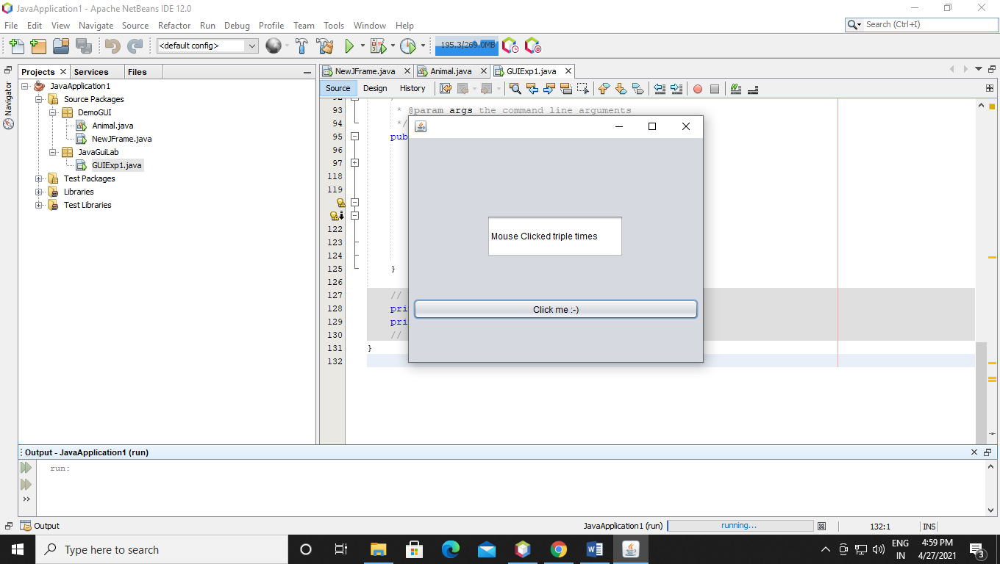 JavaApplication1 - Apache NetBeans IDE 12.0
File Edit View Navigate Source Refactor Run Debug Profile Team Tools Window Help
Search (Ctrl+I)
<default config>
195.3/269.0MB
Projects Services Files
NewJFrame.java Animal.java GUIExp1.java
Source Design History
Navigator
JavaApplication1
Source Packages
DemoGUI
Animal.java
NewJFrame.java
JavaGuiLab
GUIExp1.java
Test Packages
Libraries
Test Libraries
92
93 * @param args the command line arguments
94 */
95 pub
96
97
118
119
122
123
124
125 }
126
127 //
128 pri
129 pri
130 //
131 }
132
Mouse Clicked triple times
Click me :-)
Output - JavaApplication1 (run)
run:
Output
JavaApplication1 (run) running... 132:1 INS
Type here to search
ENG
IN
4:59 PM
4/27/2021
3